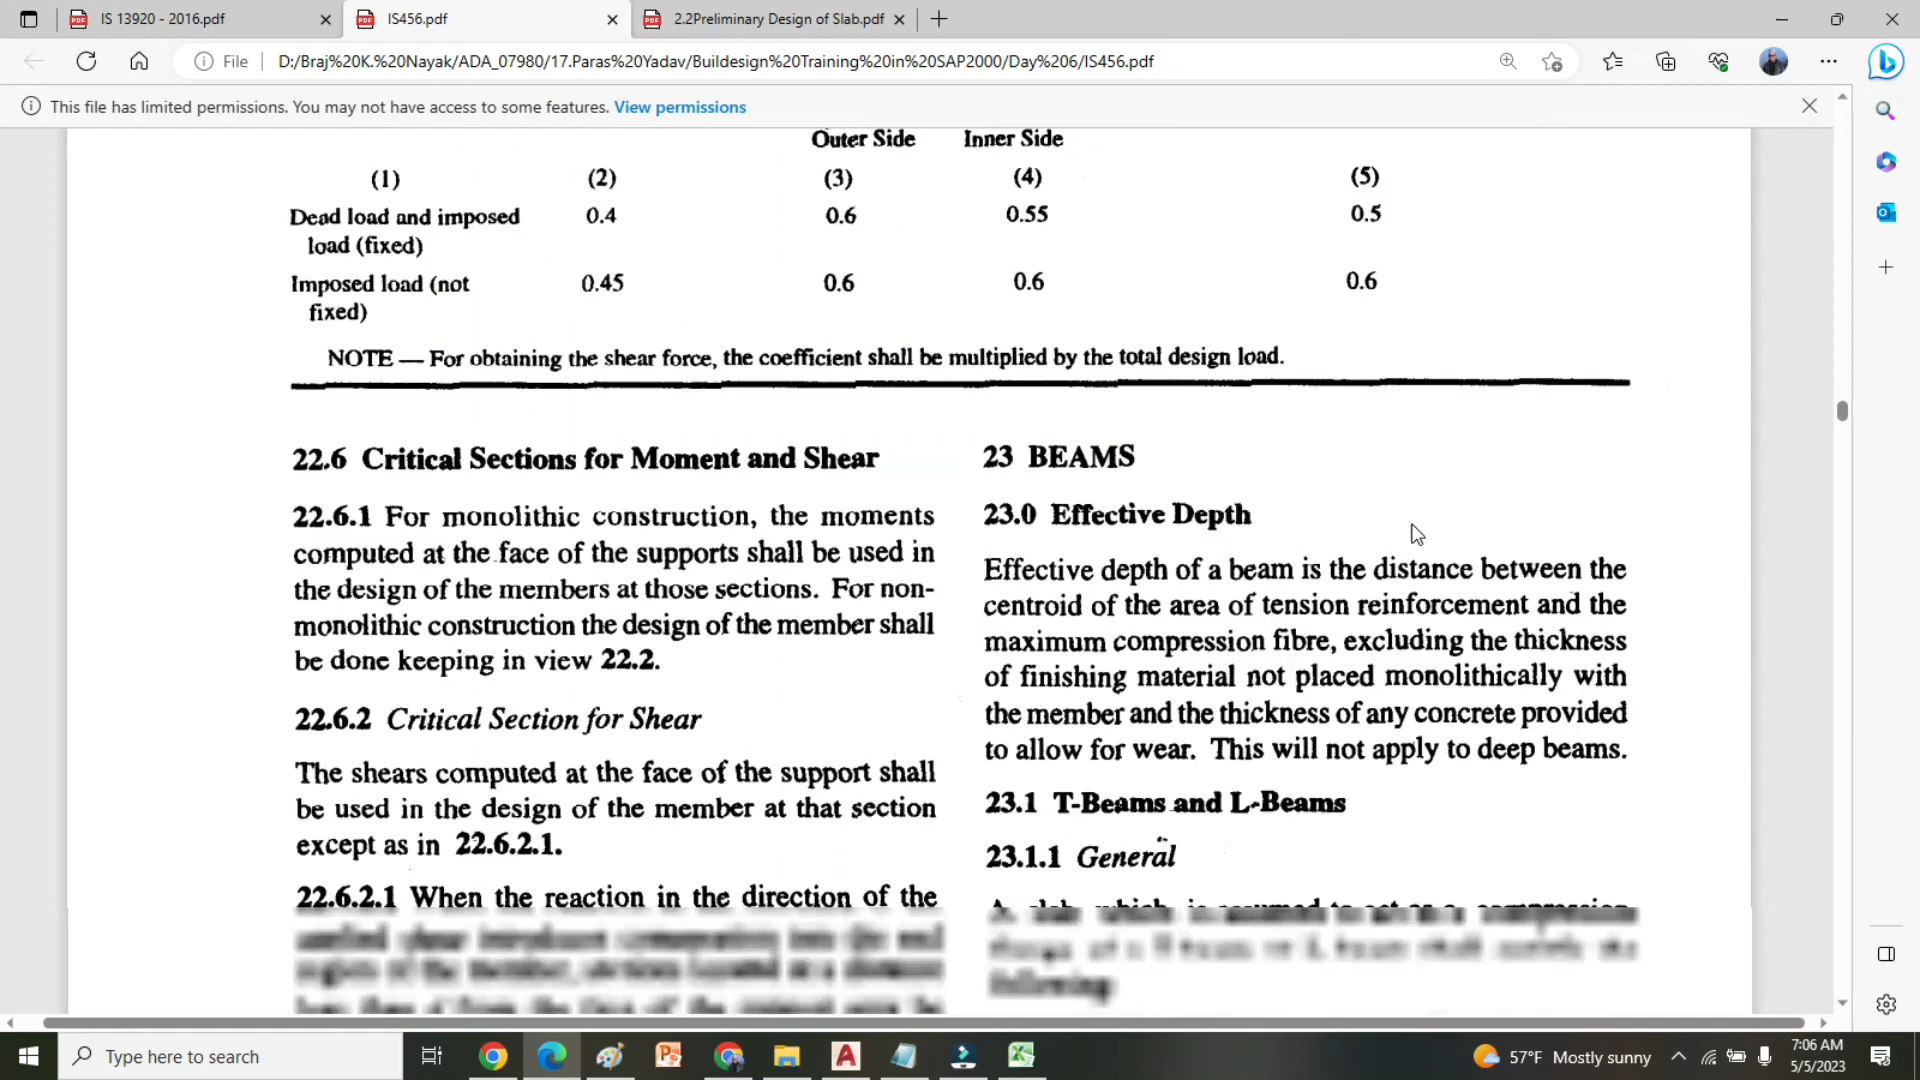 IS 13920 - 2016.pdf
IS456.pdf
2.2Preliminary Design of Slab.pdf
File
D:/Braj%20K.%20Nayak/ADA_07980/17.Paras%20Yadav/Buildesign%20Training%20in%20SAP2000/Day%206/IS456.pdf
This file has limited permissions. You may not have access to some features. View permissions
Outer Side Inner Side
(1) (2) (3) (4) (5)
Dead load and imposed 0.4 0.6 0.55 0.5
load (fixed)
Imposed load (not 0.45 0.6 0.6 0.6
fixed)
NOTE — For obtaining the shear force, the coefficient shall be multiplied by the total design load.
22.6 Critical Sections for Moment and Shear
22.6.1 For monolithic construction, the moments
computed at the face of the supports shall be used in
the design of the members at those sections. For non-
monolithic construction the design of the member shall
be done keeping in view 22.2.
22.6.2 Critical Section for Shear
The shears computed at the face of the support shall
be used in the design of the member at that section
except as in 22.6.2.1.
22.6.2.1 When the reaction in the direction of the
23 BEAMS
23.0 Effective Depth
Effective depth of a beam is the distance between the
centroid of the area of tension reinforcement and the
maximum compression fibre, excluding the thickness
of finishing material not placed monolithically with
the member and the thickness of any concrete provided
to allow for wear. This will not apply to deep beams.
23.1 T-Beams and L-Beams
23.1.1 General
Type here to search
57°F Mostly sunny
7:06 AM
5/5/2023